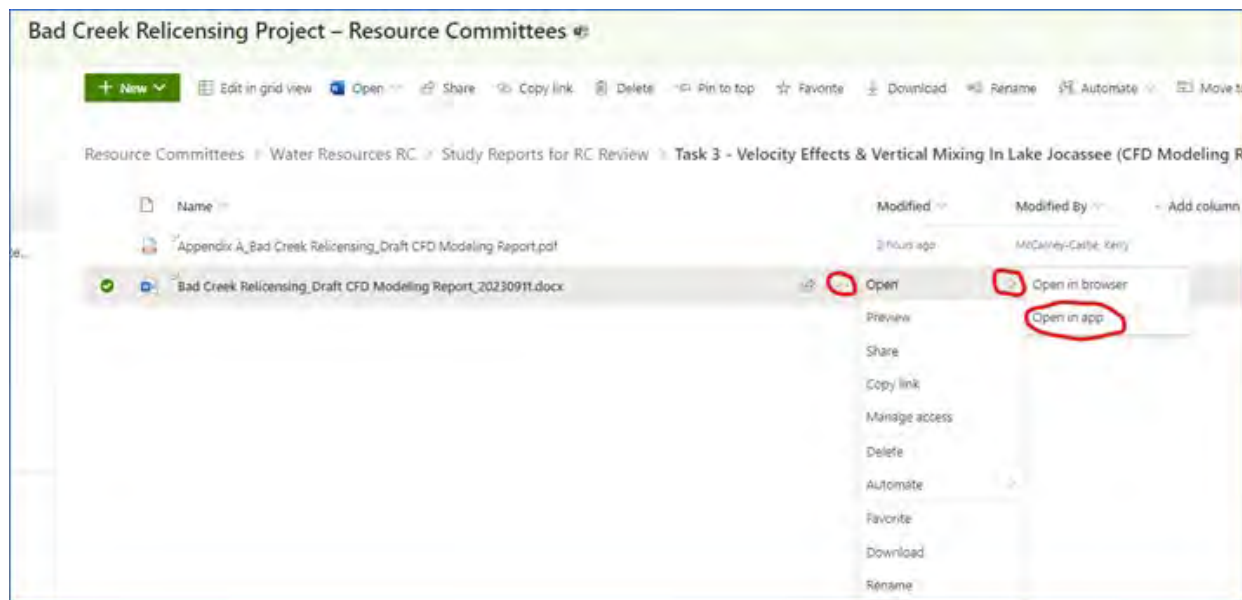 Bad Creek Relicensing Project – Resource Committees
+ New Edit in grid view Open Share Copy link Delete Pin to top Favorite Download Rename Automate Move t
Resource Committees Water Resources RC Study Reports for RC Review Task 3 - Velocity Effects & Vertical Mixing In Lake Jocassee (CFD Modeling R
Name Modified Modified By Add column
Appendix A_Bad Creek Relicensing_Draft CFD Modeling Report.pdf 2 hours ago
Bad Creek Relicensing_Draft CFD Modeling Report_20230911.docx Open Open in browser
Preview Open in app
Share
Copy link
Manage access
Delete
Automate
Favorite
Download
Rename